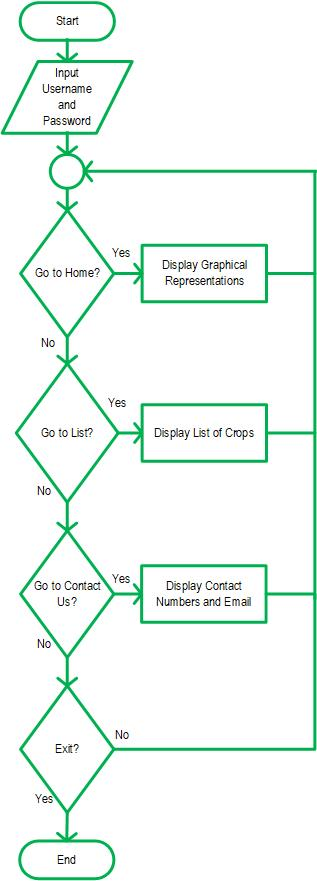 Start
Input
Username
and
Password
Yes
Go to Home?
Display Graphical
Representations
No
Yes
Go to List?
Display List of Crops
No
Yes
Go to Contact
Us?
Display Contact
Numbers and Email
No
No
Exit?
Yes
End